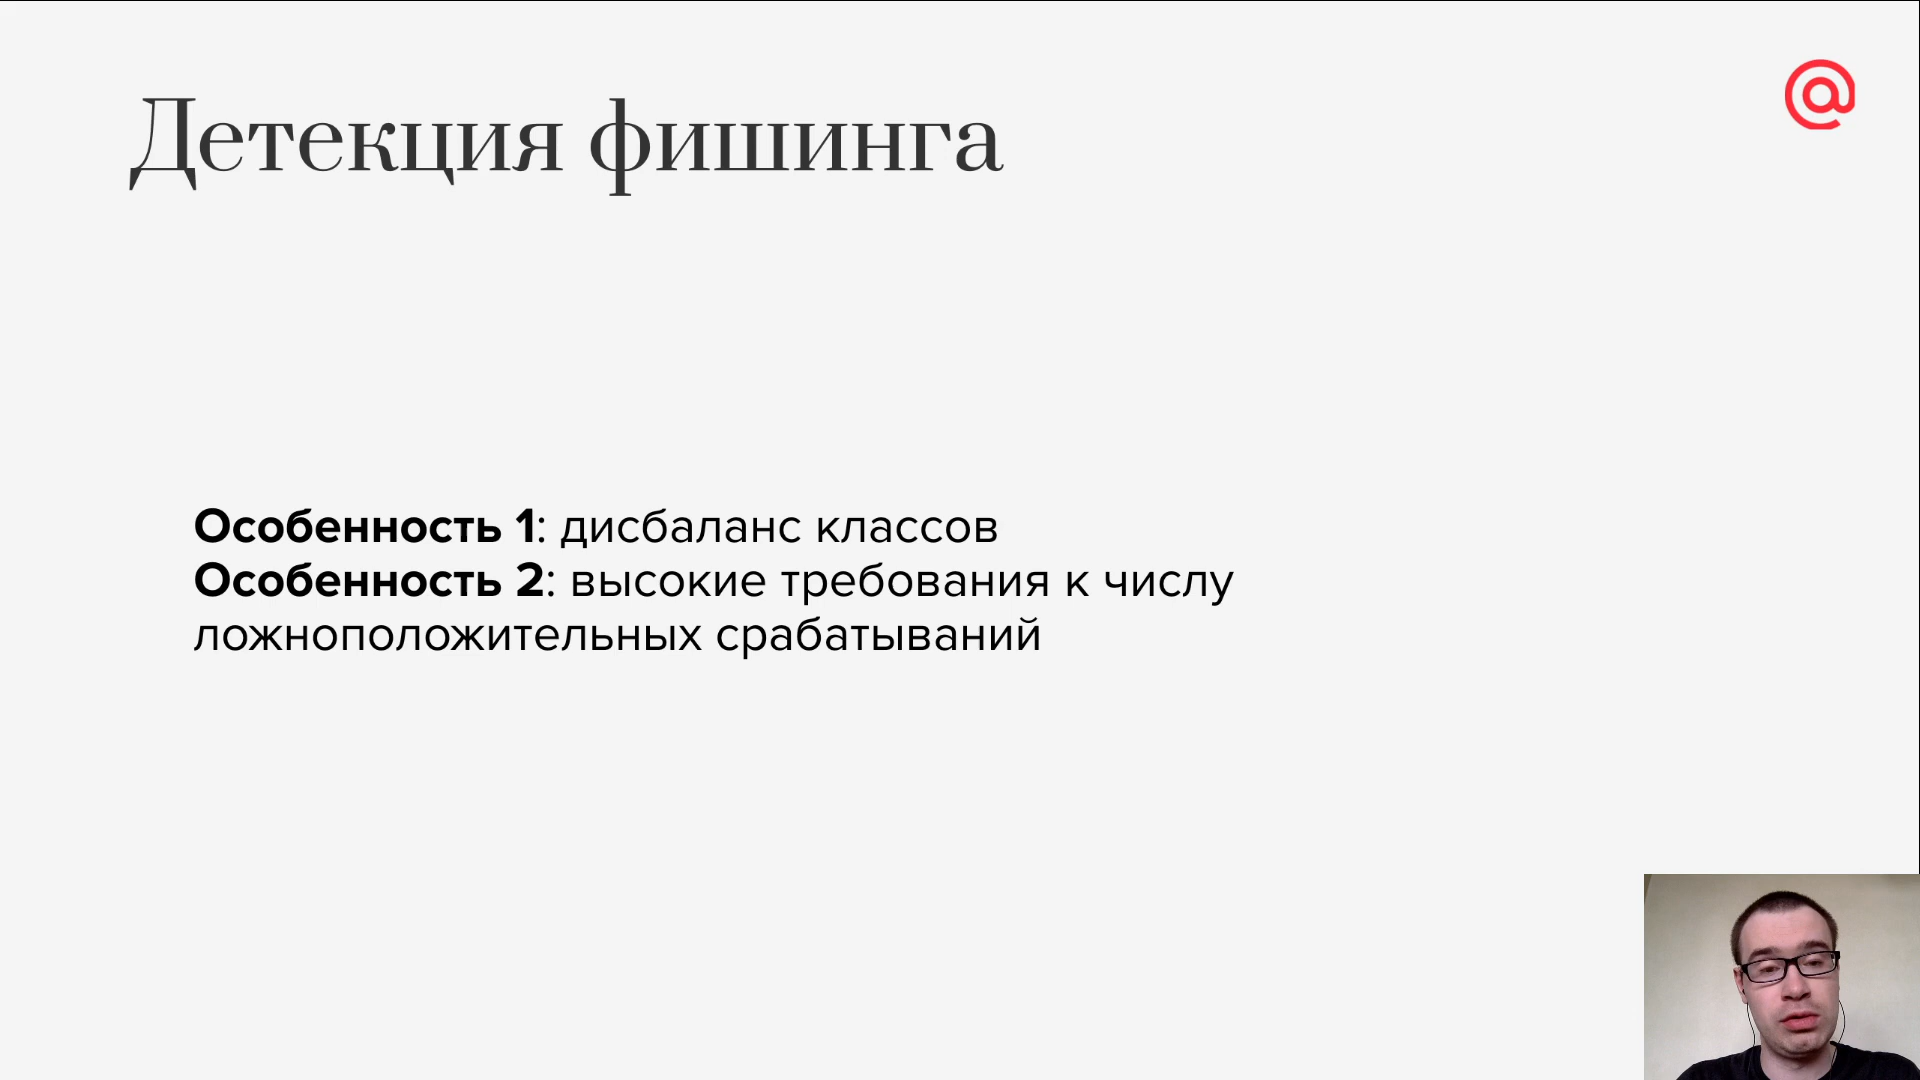 Детекция фишинга
Особенность 1: дисбаланс классов
Особенность 2: высокие требования к числу
ложноположительных срабатываний